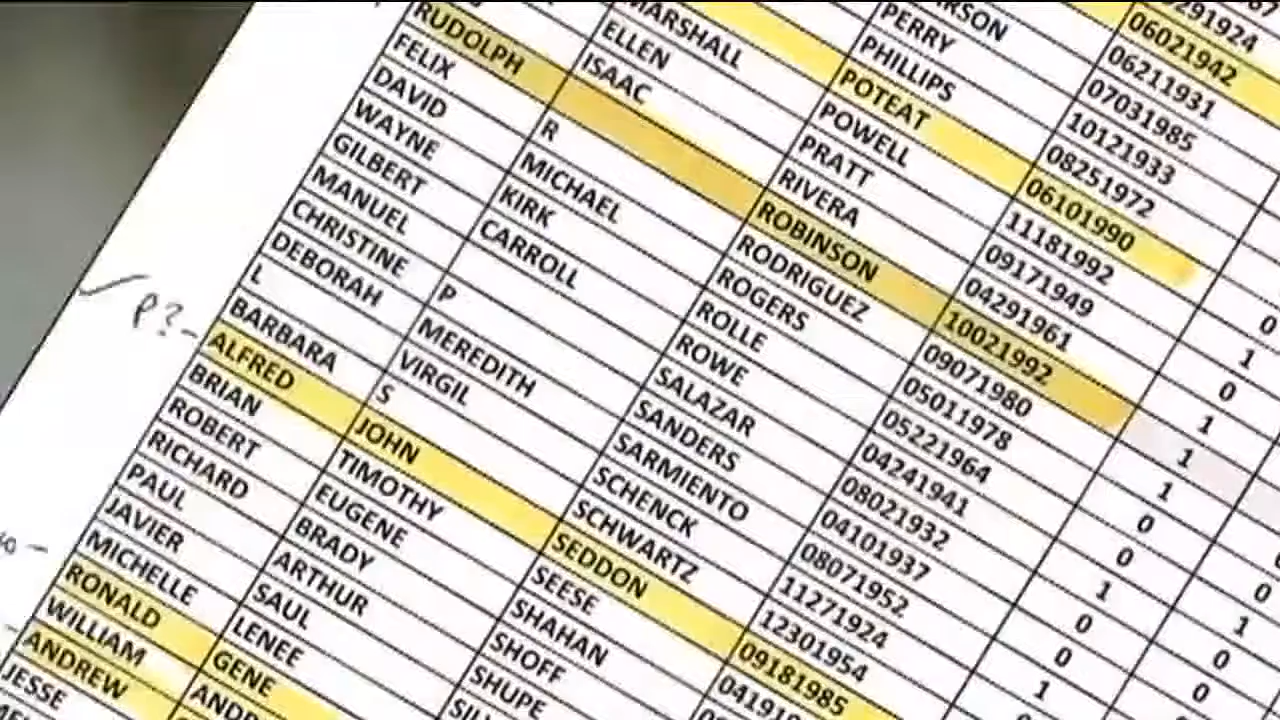 06021942
06211931
07031985
PERRY 10121933
PHILLIPS 08251972
POTEAT 06101990 0
MARSHALL POWELL 11181992 1
ELLEN PRATT 09171949 0
ISAAC RIVERA 04291961 1
RUDOLPH ROBINSON 10021992 1
FELIX R RODRIGUEZ 09071980 1
DAVID MICHAEL ROGERS 05011978 0 0
WAYNE KIRK ROLLE 05221964 0 1
GILBERT CARROLL ROWE 04241941 1 0
MANUEL SALAZAR 08021932 0 0
CHRISTINE P SANDERS 04101937 0
DEBORAH MEREDITH SARMIENTO 08071952 1
L VIRGIL SCHENCK 11271924
BARBARA S SCHWARTZ 12301954
P?- ALFRED JOHN SEDDON 09181985
BRIAN TIMOTHY SEESE
ROBERT EUGENE SHAHAN
RICHARD BRADY SHOFF
PAUL ARTHUR SHUPE
JAVIER SAUL
MICHELLE LENEE
RONALD GENE
WILLIAM
ANDREW
JESSE